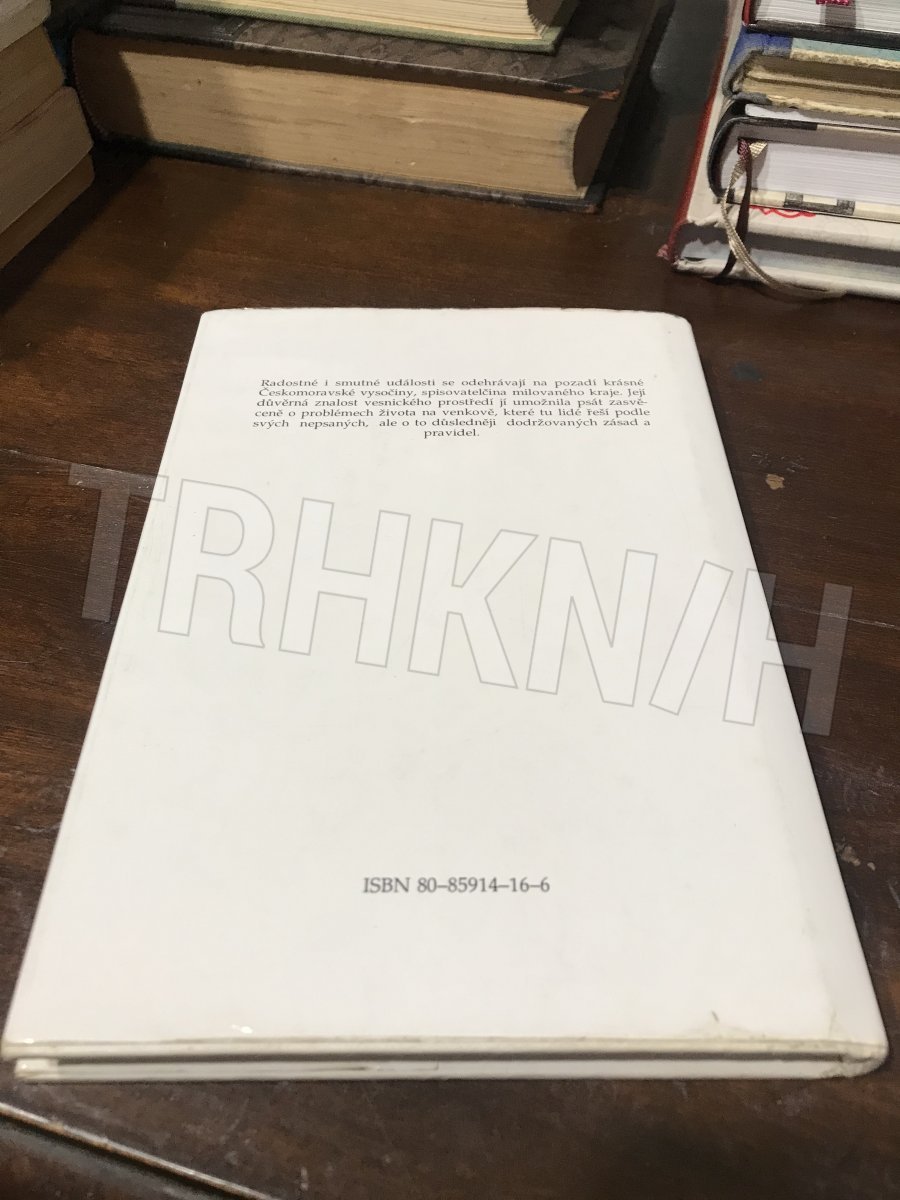 Radostné i smutné události se odehrávají na pozadí krásné
Českomoravské vysočiny, spisovatelčina milovaného kraje. Její
důvěrná znalost vesnického prostředí jí umožnila psát zasvě-
ceně o problémech života na venkově, které tu lidé řeší podle
svých nepsaných, ale o to důsledněji dodržovaných zásad a
pravidel.
TRHKN/H
ISBN 80–85914–16–6